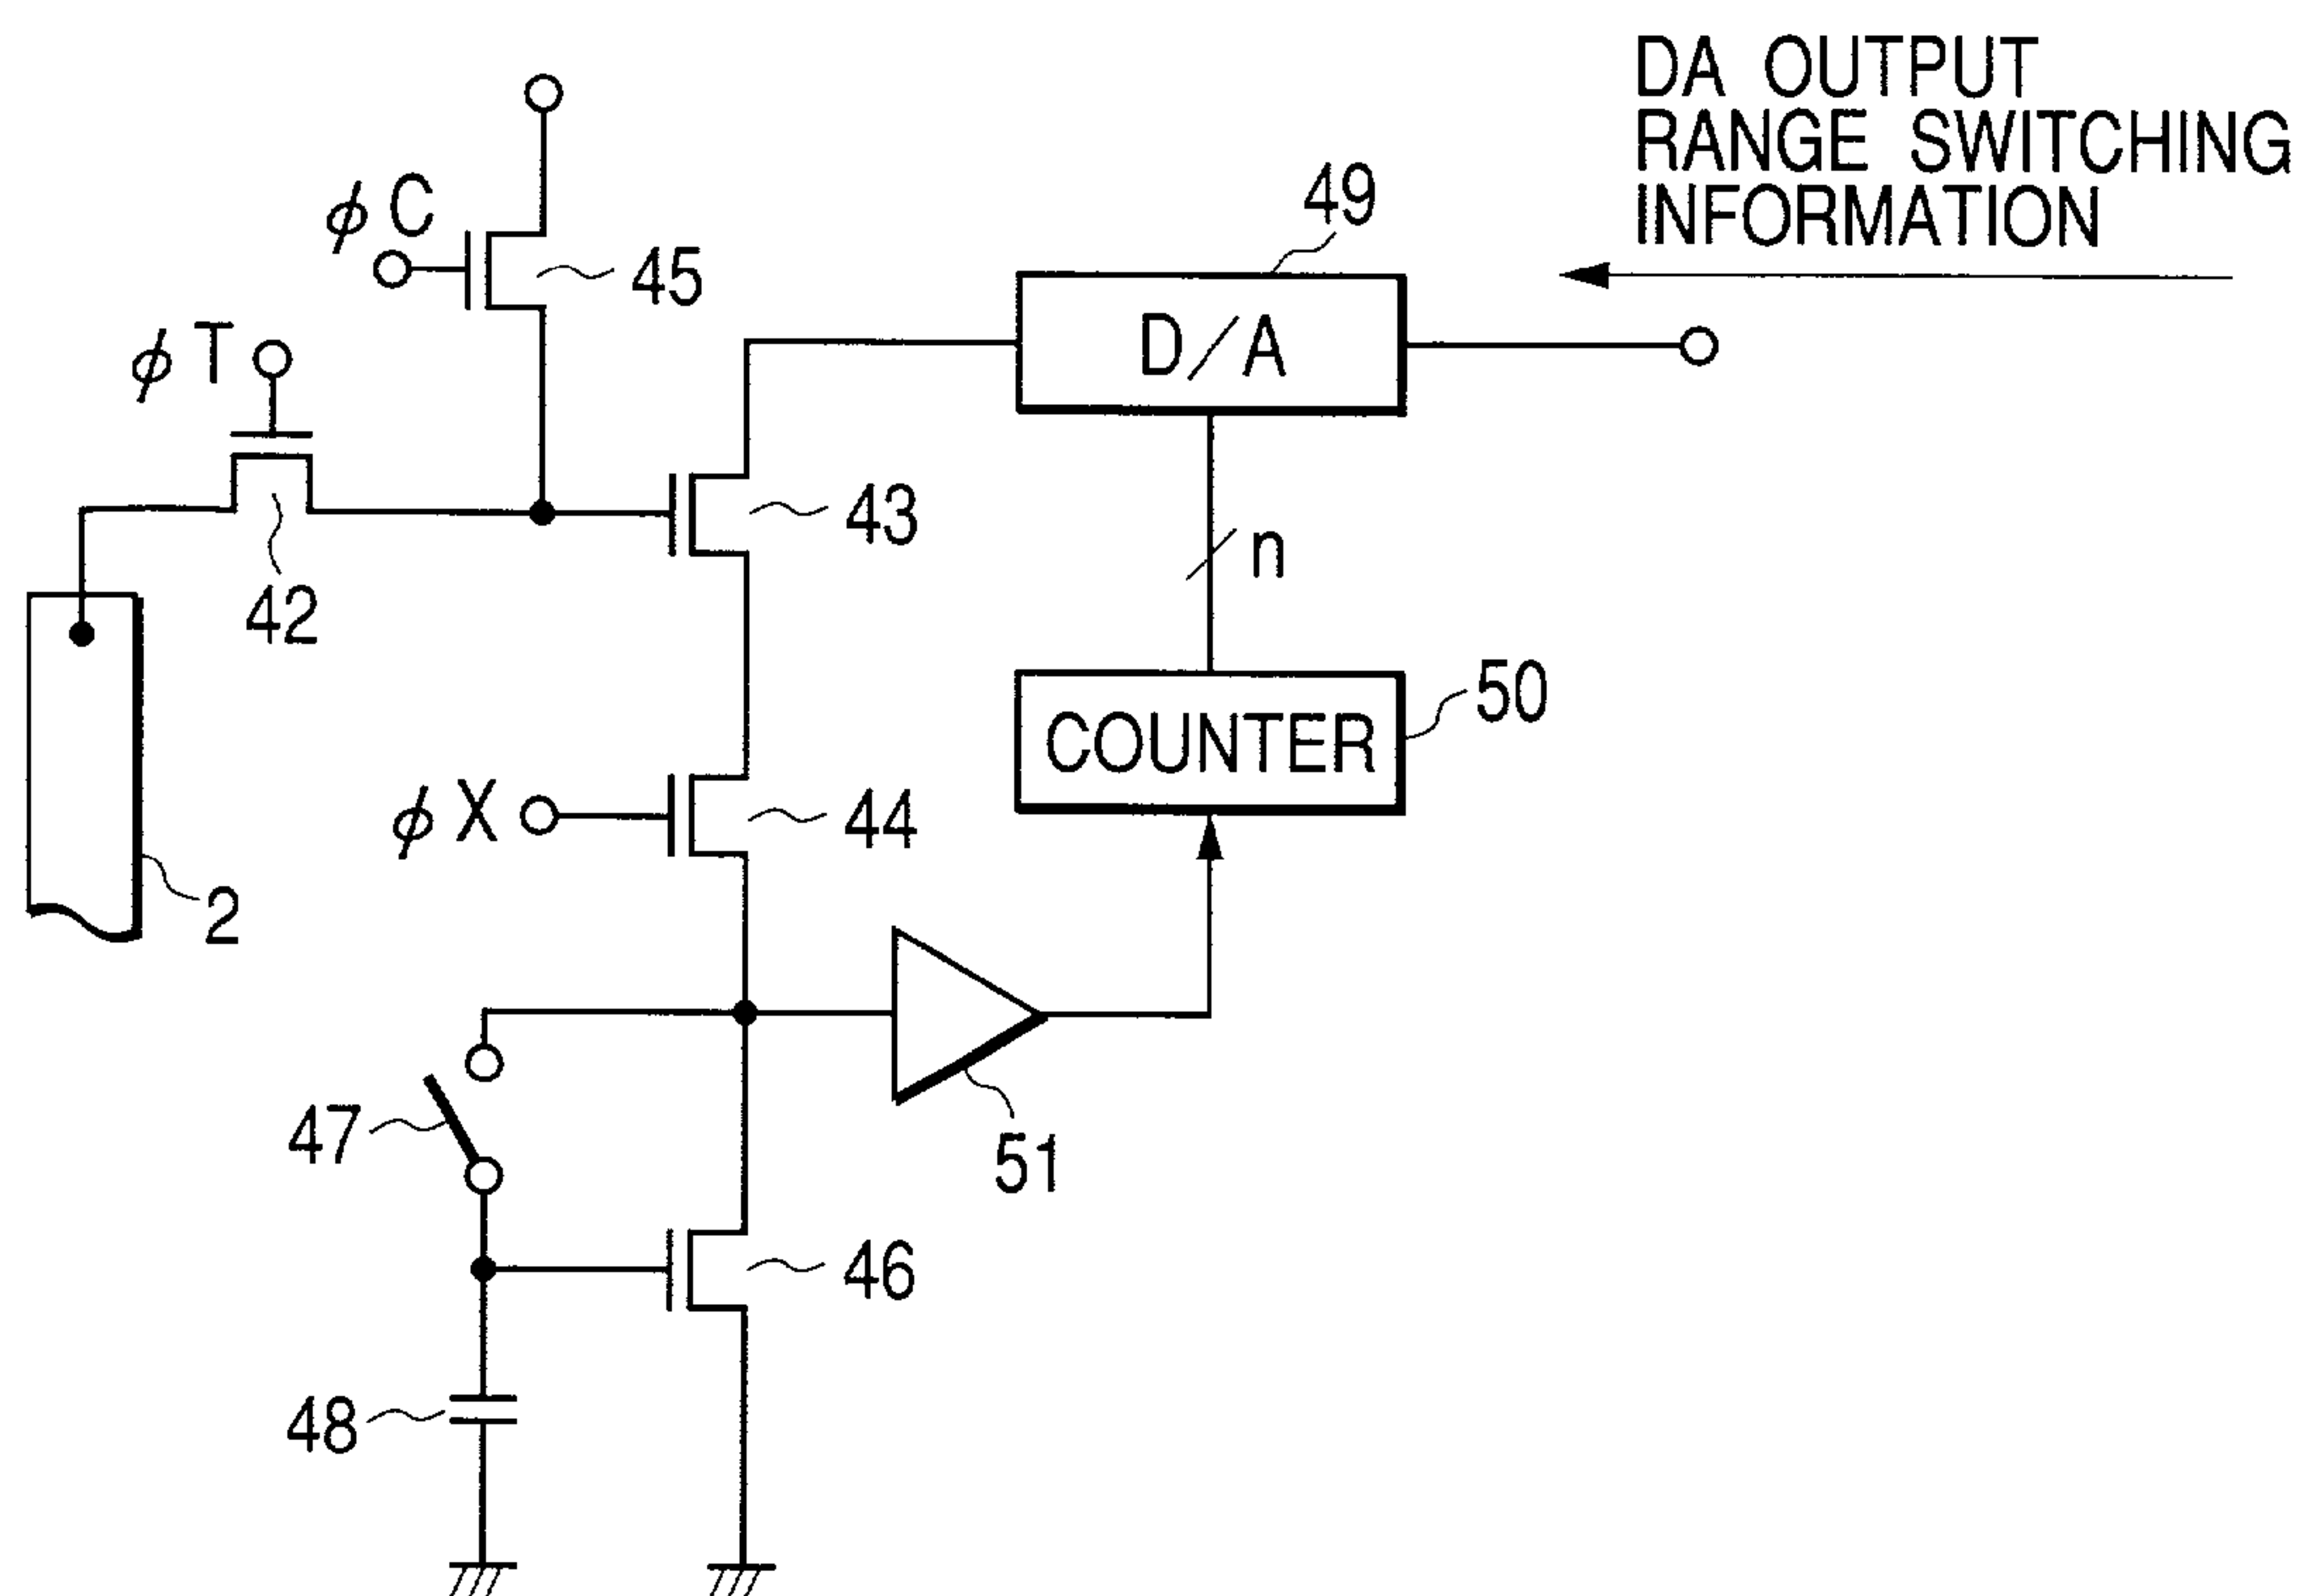 DA OUTPUT
RANGE SWITCHING
INFORMATION
49
ϕC
45
ϕT
D/A
43
n
42
50
COUNTER
ϕX
44
2
47
51
46
48